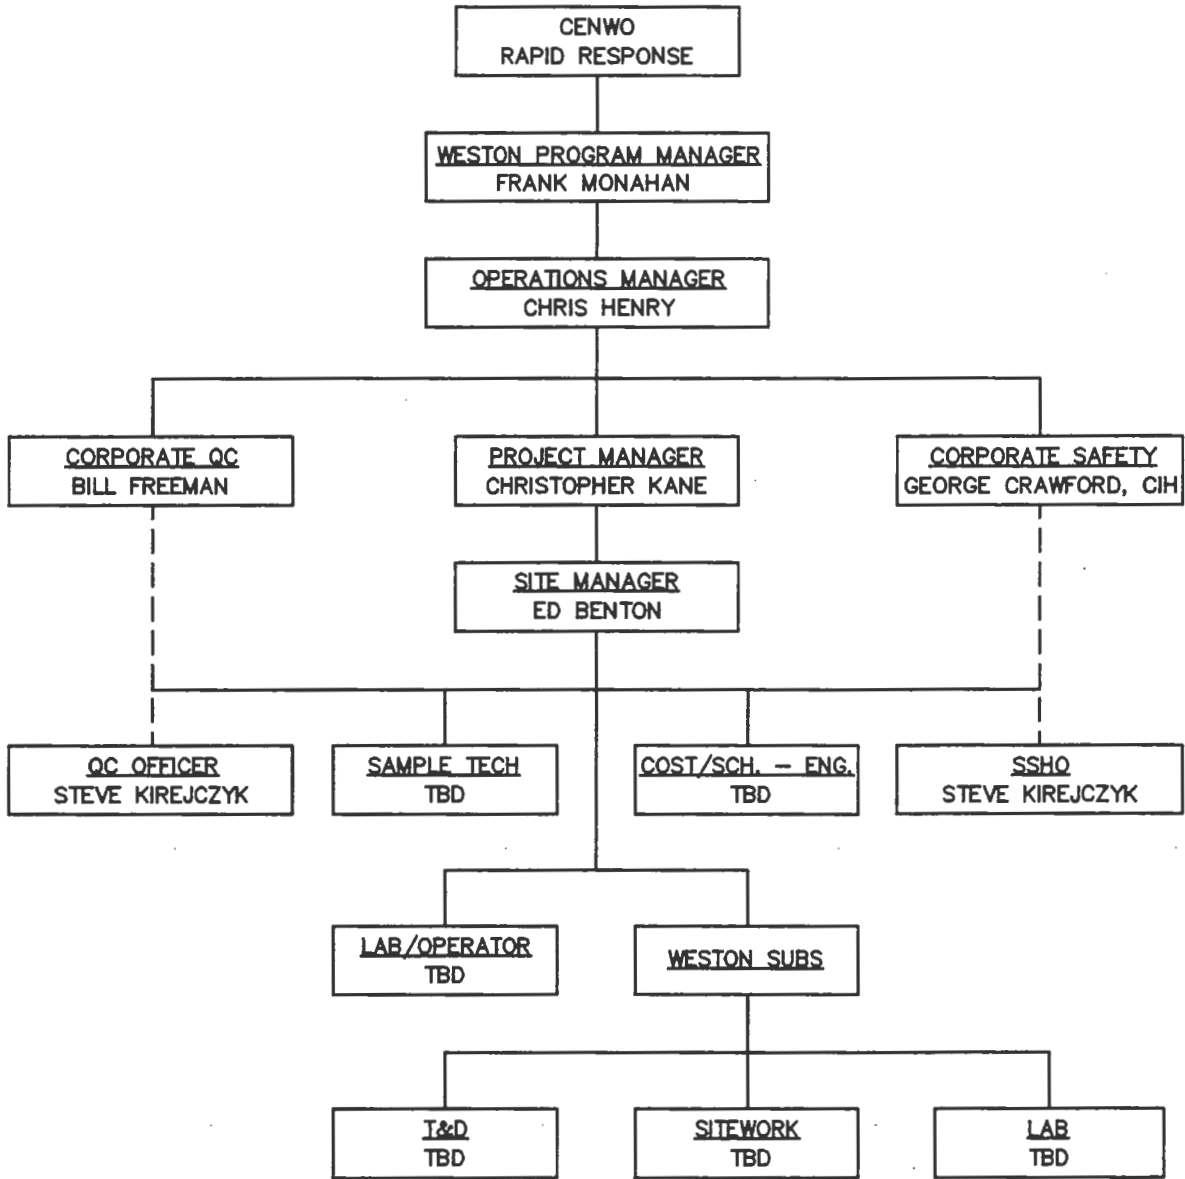 CENWO
RAPID RESPONSE
WESTON PROGRAM MANAGER
FRANK MONAHAN
OPERATIONS MANAGER
CHRIS HENRY
CORPORATE QC
BILL FREEMAN
PROJECT MANAGER
CHRISTOPHER KANE
CORPORATE SAFETY
GEORGE CRAWFORD, CIH
SITE MANAGER
ED BENTON
QC OFFICER
STEVE KIREJCZYK
SAMPLE TECH
TBD
COST/SCH. – ENG.
TBD
SSHO
STEVE KIREJCZYK
LAB/OPERATOR
TBD
WESTON SUBS
T&D
TBD
SITEWORK
TBD
LAB
TBD